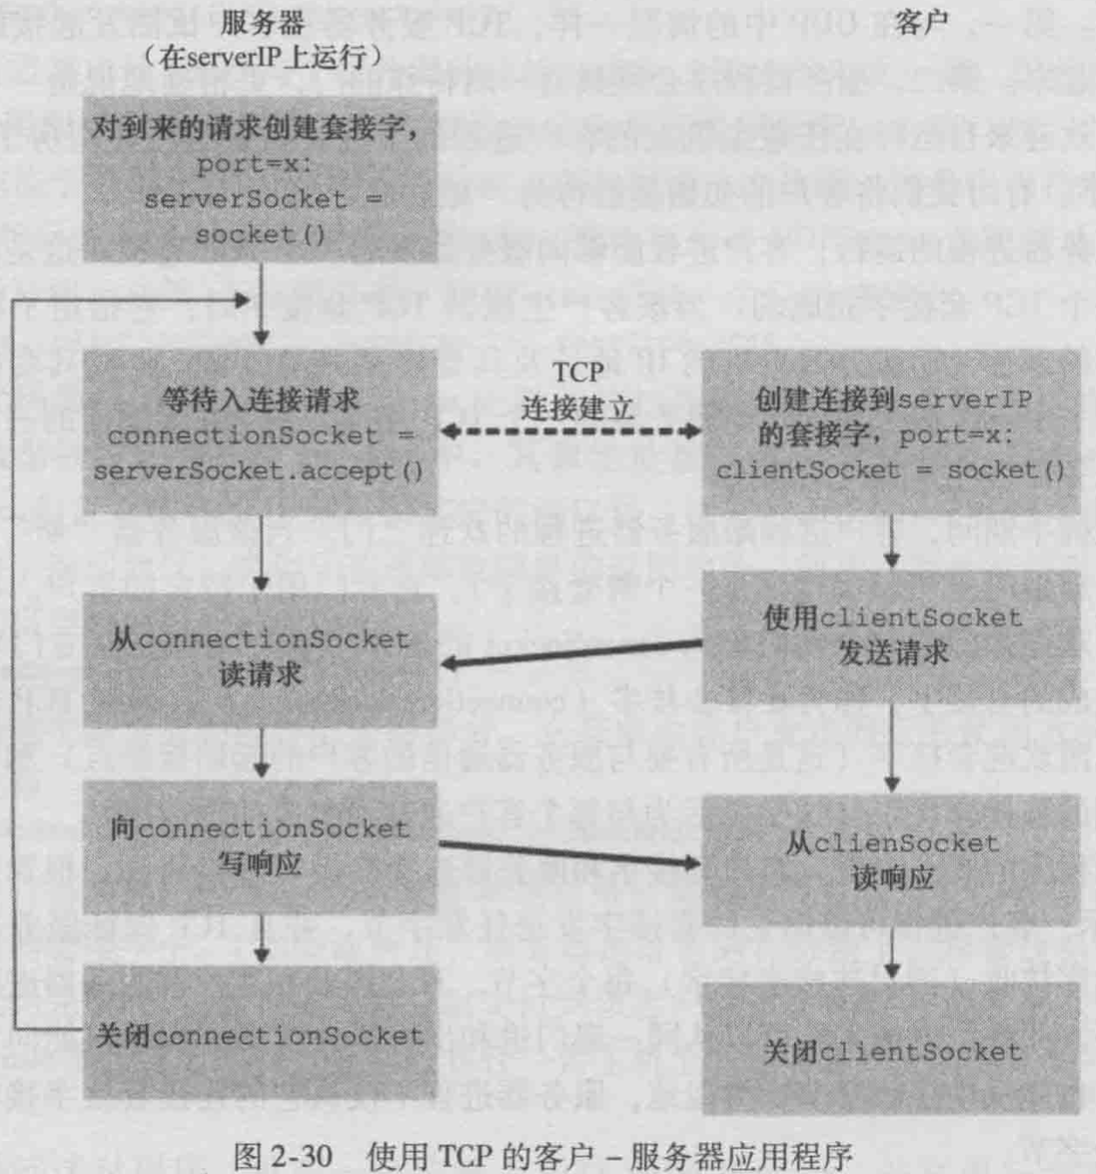 服务器
（在serverIP上运行）
客户
对到来的请求创建套接字，
port=x:
serverSocket =
socket()
等待入连接请求
connectionSocket =
serverSocket.accept()
TCP
连接建立
创建连接到serverIP
的套接字，port=x:
clientSocket = socket()
使用clientSocket
发送请求
从connectionSocket
读请求
向connectionSocket
写响应
从clienSocket
读响应
关闭connectionSocket
关闭clientSocket
图 2-30 使用 TCP 的客户 – 服务器应用程序